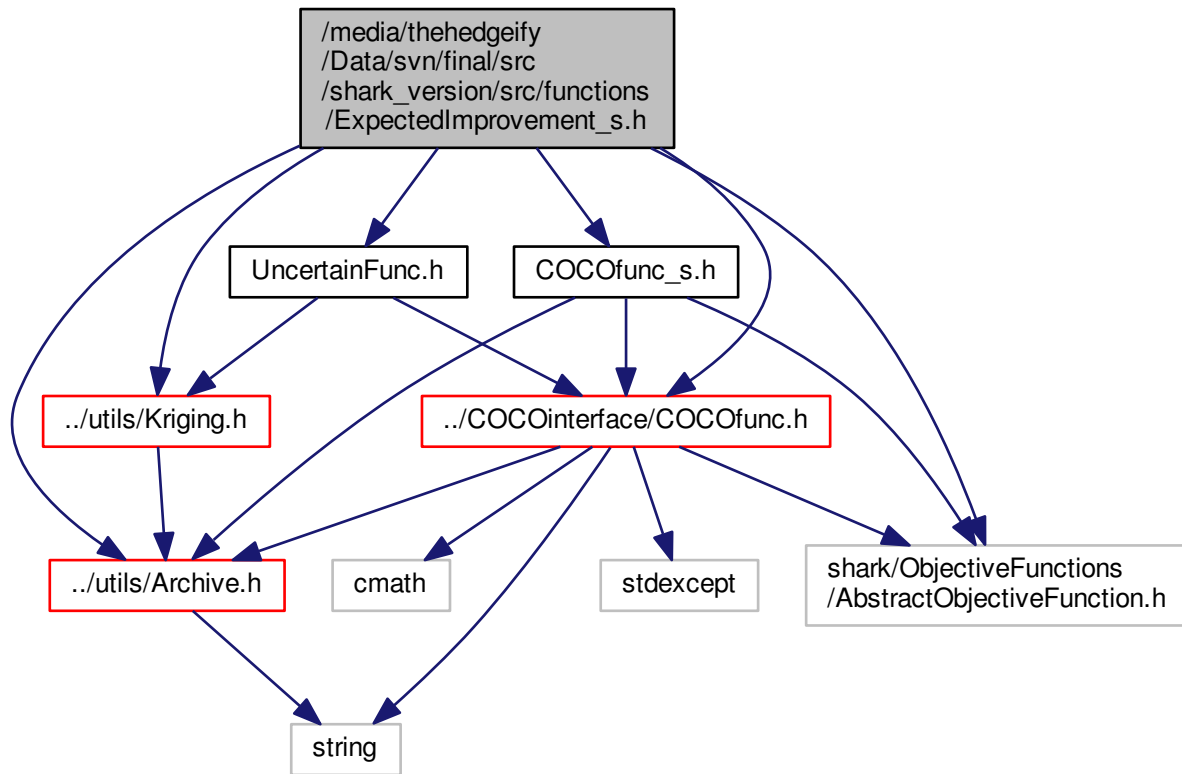 /media/thehedgeify
/Data/svn/final/src
/shark_version/src/functions
/ExpectedImprovement_s.h
UncertainFunc.h
COCOfunc_s.h
../utils/Kriging.h
../COCOinterface/COCOfunc.h
../utils/Archive.h
cmath
stdexcept
shark/ObjectiveFunctions
/AbstractObjectiveFunction.h
string